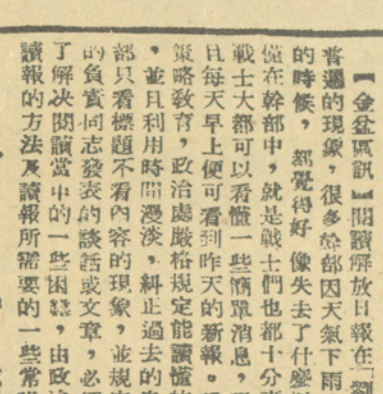 【金盆區訊】閱讀解放日報在「劉
普遍的現象，很多幹部因天氣下雨
的時候，都覺得好像失去了什麼
僅在幹部中，就是戰士們也都十分
戰士大都可以看懂一些簡單消息，
且每天早上便可看到昨天的新報。
策略敎育，政治處嚴格規定能讀懂
，並且利用時間漫淡，糾正過去的
部只看標題不看內容的現象，並規
的負責同志發表的談話或文章，必
了解决閱讀當中的一些困難，由政
讀報的方法及讀報所需要的一些常